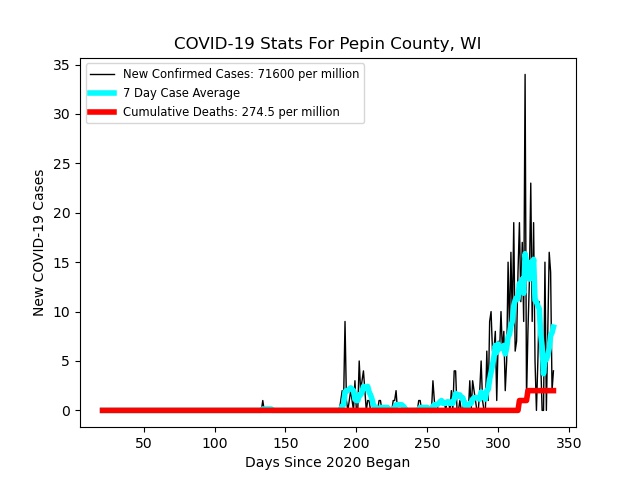 COVID-19 Stats For Pepin County, WI
New Confirmed Cases: 71600 per million
7 Day Case Average
Cumulative Deaths: 274.5 per million
35
30
25
20
15
10
5
0
New COVID-19 Cases
50 100 150 200 250 300 350
Days Since 2020 Began